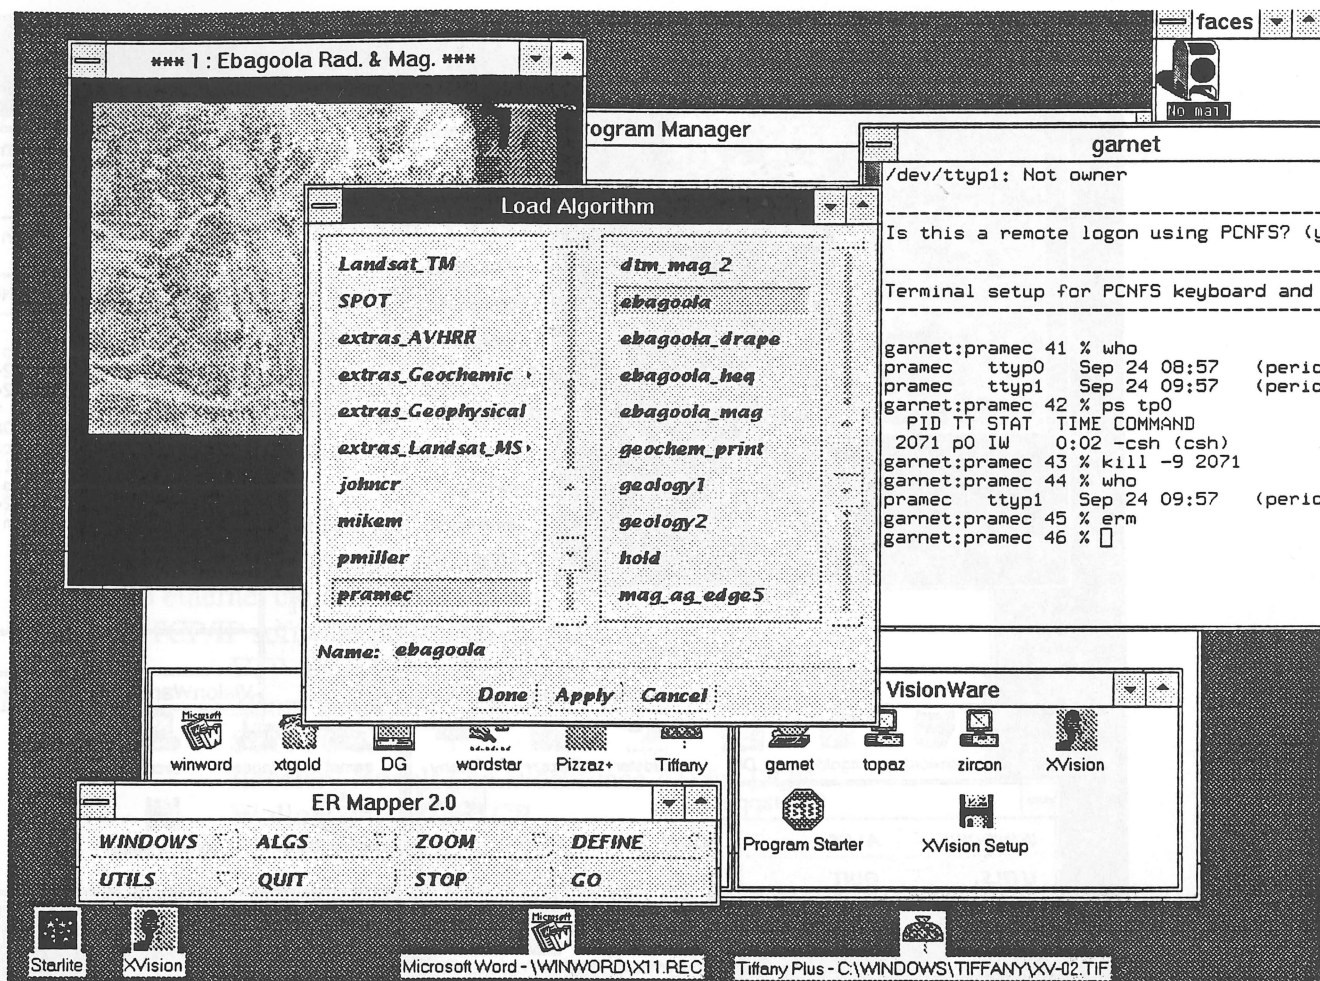 faces
No mail
*** 1 : Ebagoola Rad. & Mag. ***
rogram Manager
garnet
/dev/ttyp1: Not owner
Is this a remote logon using PCNFS? (y
Terminal setup for PCNFS keyboard and
garnet:pramec 41 % who
pramec ttyp0 Sep 24 08:57 (peric
pramec ttyp1 Sep 24 09:57 (peric
garnet:pramec 42 % ps tp0
PID TT STAT TIME COMMAND
2071 p0 IW 0:02 -csh (csh)
garnet:pramec 43 % kill -9 2071
garnet:pramec 44 % who
pramec ttyp1 Sep 24 09:57 (peric
garnet:pramec 45 % erm
garnet:pramec 46 %
Load Algorithm
Landsat_TM
SPOT
extras_AVHRR
extras_Geochemic
extras_Geophysical
extras_Landsat_MS
johncr
mikem
pmiller
pramec
dtm_mag_2
ebagoola
ebagoola_drape
ebagoola_heq
ebagoola_mag
geochem_print
geology1
geology2
hold
mag_ag_edge5
Name: ebagoola
Done Apply Cancel
VisionWare
Microsoft
winword xtgold DG wordstar Pizzaz+ Tiffany
garnet topaz zircon XVision
Program Starter XVision Setup
ER Mapper 2.0
WINDOWS ALGS ZOOM DEFINE
UTILS QUIT STOP GO
Microsoft
Starlite XVision Microsoft Word - \WINWORD\X11.REC Tiffany Plus - C:\WINDOWS\TIFFANY\XV-02.TIF